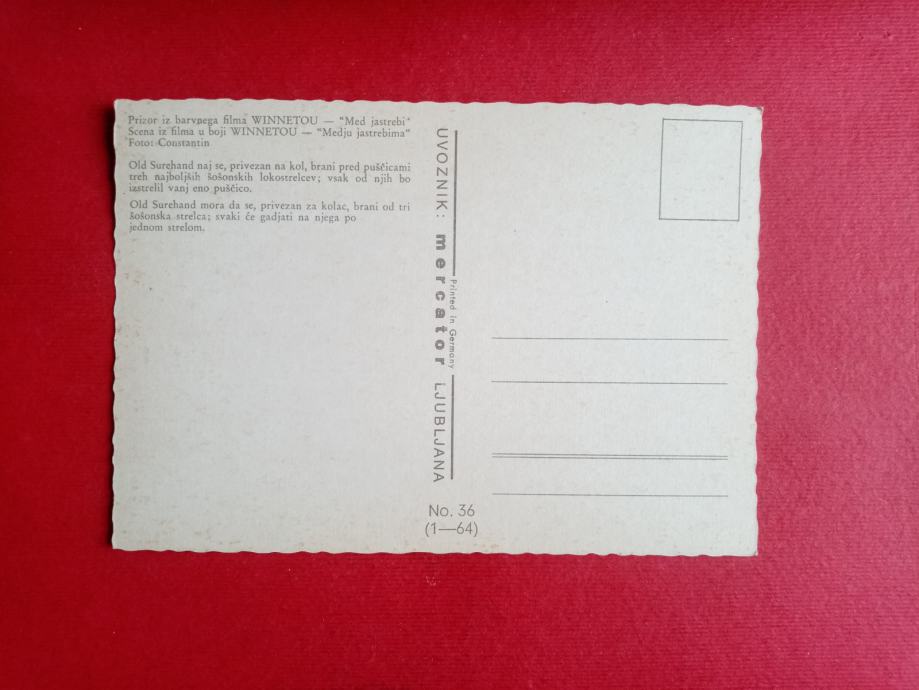 Prizor iz barvnega filma WINNETOU — "Med jastrebi"
Scena iz filma u boji WINNETOU — "Medju jastrebima"
Foto: Constantin
Old Surehand naj se, privezan na kol, brani pred puščicami
treh najboljših šošonskih lokostrelcev; vsak od njih bo
izstrelil vanj eno puščico.
Old Surehand mora da se, privezan za kolac, brani od tri
šošonska strelca; svaki će gadjati na njega po
jednom strelom.
UVOZNIK: mercator LJUBLJANA
Printed in Germany
No. 36
(1—64)